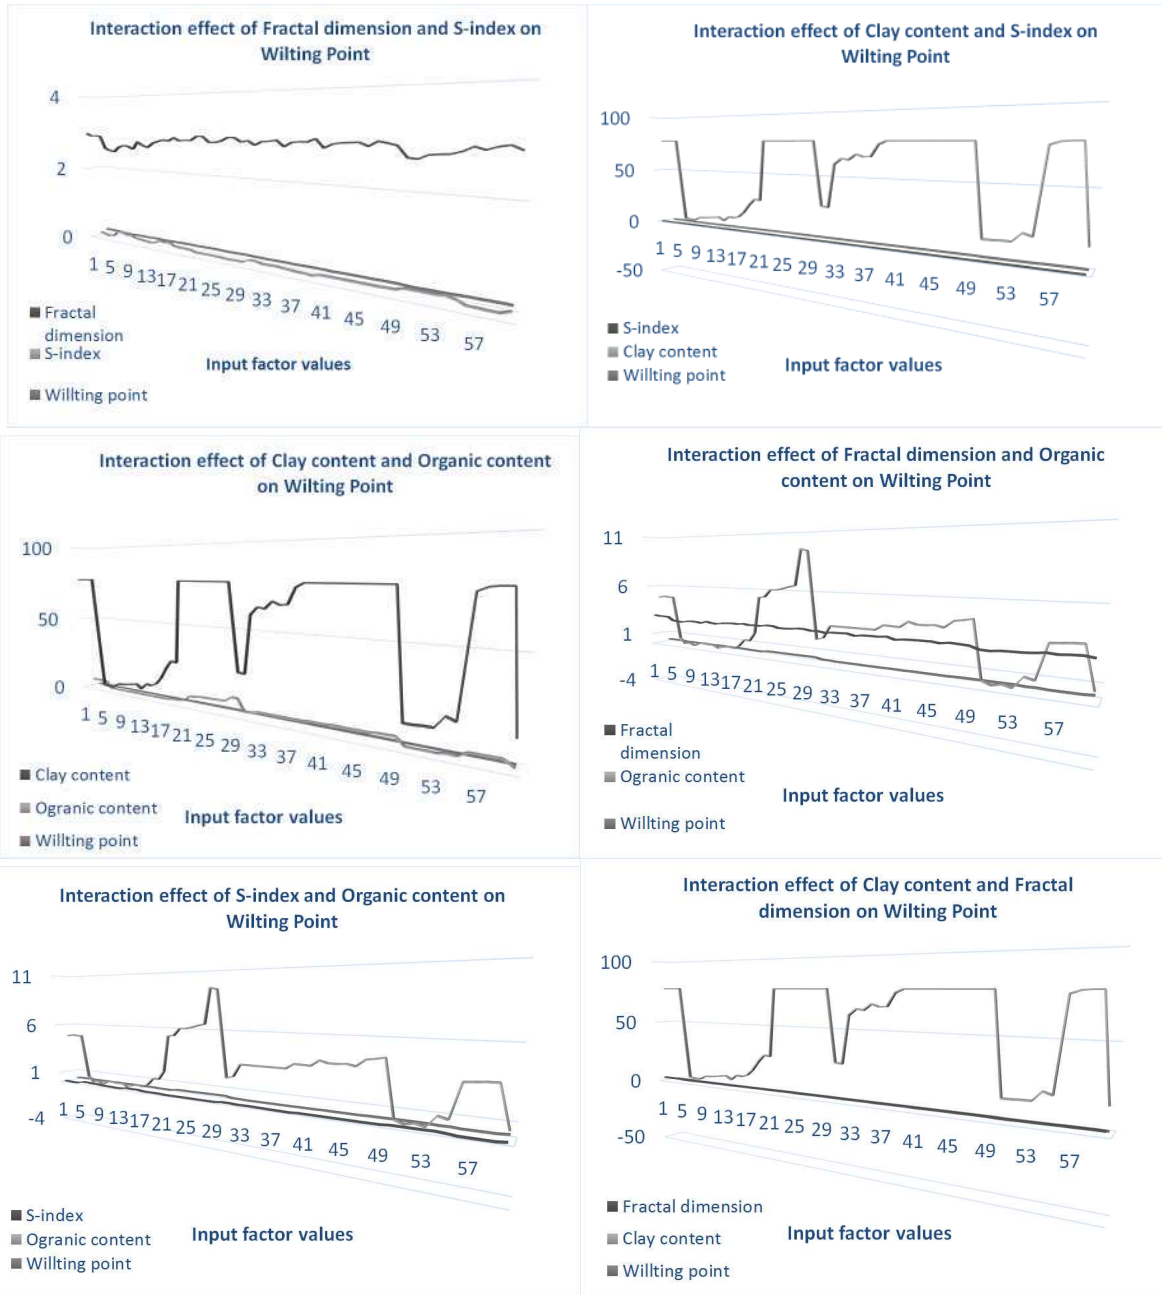 Interaction effect of Fractal dimension and S-index on
Wilting Point
4
2
0
1 5 9 13 17 21 25 29 33 37 41 45 49 53 57
Fractal
dimension
S-index
Willting point
Input factor values
Interaction effect of Clay content and S-index on
Wilting Point
100
50
0
-50
1 5 9 13 17 21 25 29 33 37 41 45 49 53 57
S-index
Clay content
Willting point
Input factor values
Interaction effect of Clay content and Organic content
on Wilting Point
100
50
0
1 5 9 13 17 21 25 29 33 37 41 45 49 53 57
Clay content
Ogranic content
Willting point
Input factor values
Interaction effect of Fractal dimension and Organic
content on Wilting Point
11
6
1
-4
1 5 9 13 17 21 25 29 33 37 41 45 49 53 57
Fractal
dimension
Ogranic content
Willting point
Input factor values
Interaction effect of S-index and Organic content on
Wilting Point
11
6
1
-4
1 5 9 13 17 21 25 29 33 37 41 45 49 53 57
S-index
Ogranic content
Willting point
Input factor values
Interaction effect of Clay content and Fractal
dimension on Wilting Point
100
50
0
-50
1 5 9 13 17 21 25 29 33 37 41 45 49 53 57
Fractal dimension
Clay content
Willting point
Input factor values